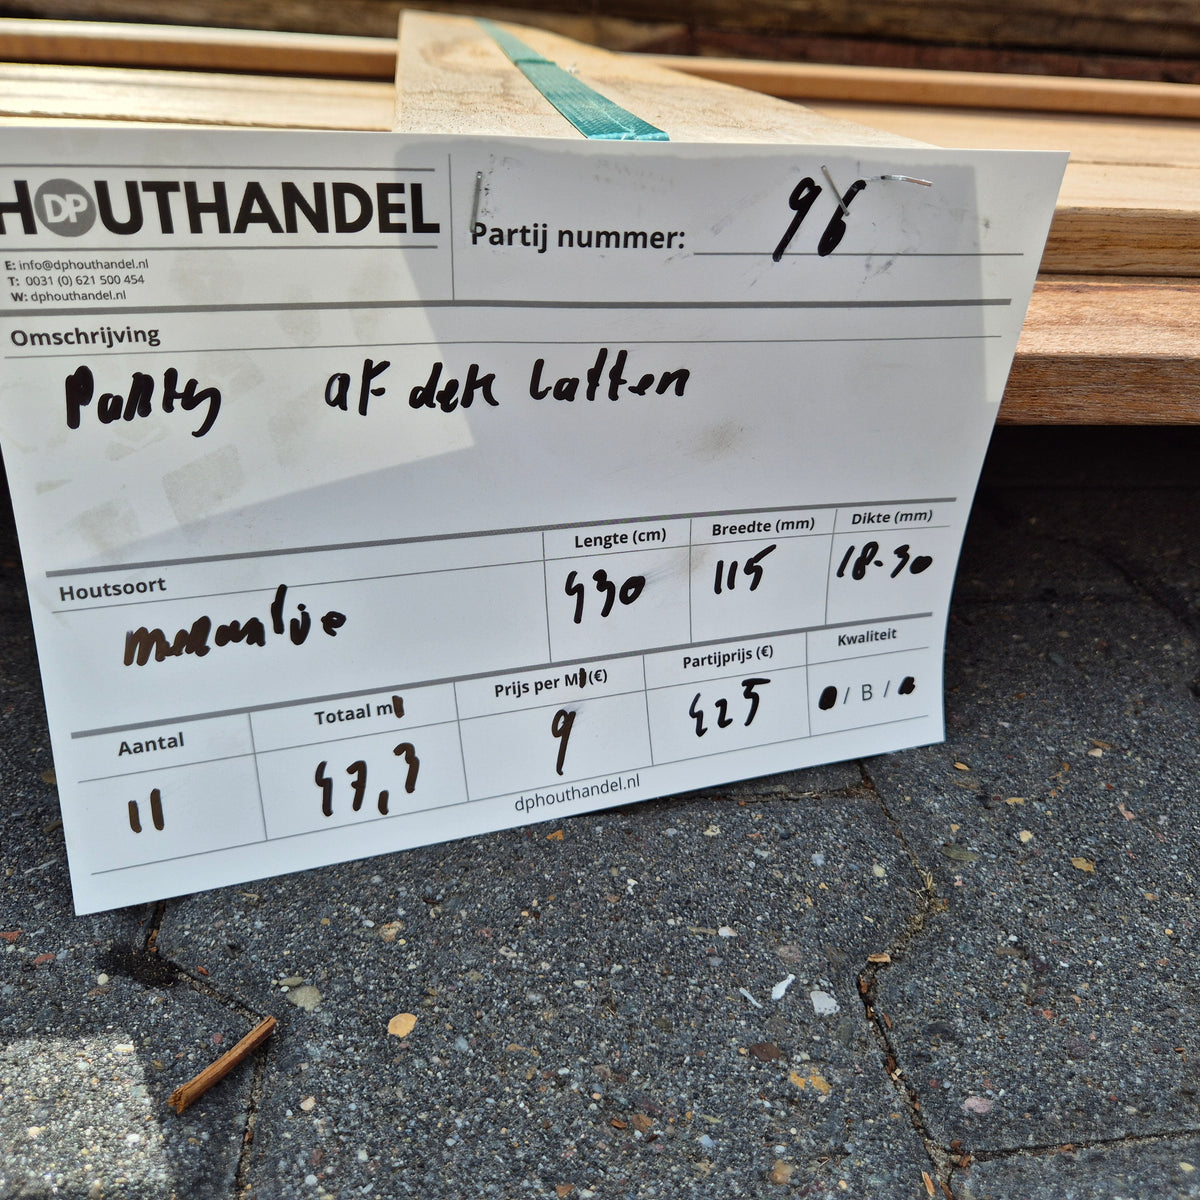 HOUTHANDEL
DP
E: info@dphouthandel.nl
T: 0031 (0) 621 500 454
W: dphouthandel.nl
Partij nummer: 96
Omschrijving
Partij af dek latten
Houtsoort
meranti
Lengte (cm)
430
Breedte (mm)
115
Dikte (mm)
18-30
Aantal
11
Totaal m
47,3
Prijs per M (€)
9
Partijprijs (€)
425
Kwaliteit
/ B /
dphouthandel.nl